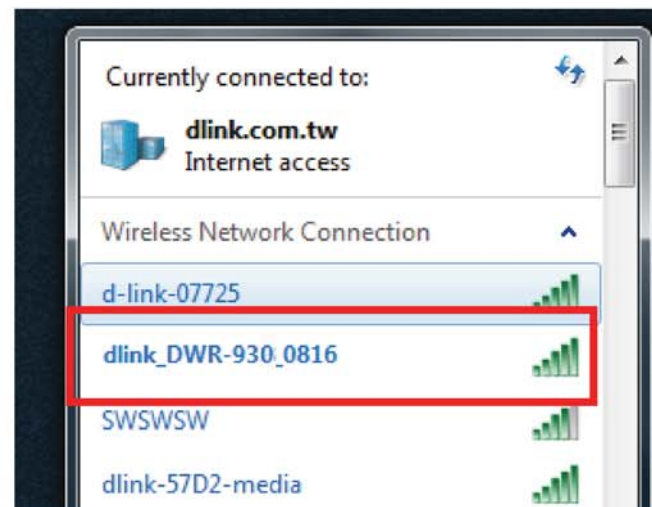 Currently connected to:
dlink.com.tw
Internet access
Wireless Network Connection
d-link-07725
dlink_DWR-930_0816
SWSWSW
dlink-57D2-media